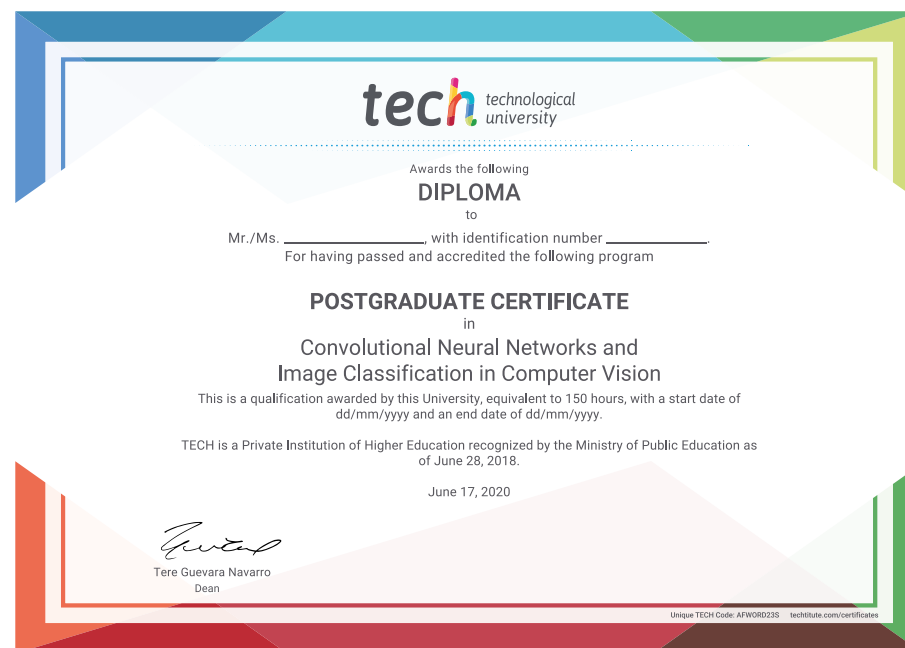 tech technological
university
Awards the following
DIPLOMA
to
Mr./Ms. ____________________, with identification number ______________.
For having passed and accredited the following program
POSTGRADUATE CERTIFICATE
in
Convolutional Neural Networks and
Image Classification in Computer Vision
This is a qualification awarded by this University, equivalent to 150 hours, with a start date of
dd/mm/yyyy and an end date of dd/mm/yyyy.
TECH is a Private Institution of Higher Education recognized by the Ministry of Public Education as
of June 28, 2018.
June 17, 2020
Tere Guevara Navarro
Dean
Unique TECH Code: AFWORD23S techtitute.com/certificates